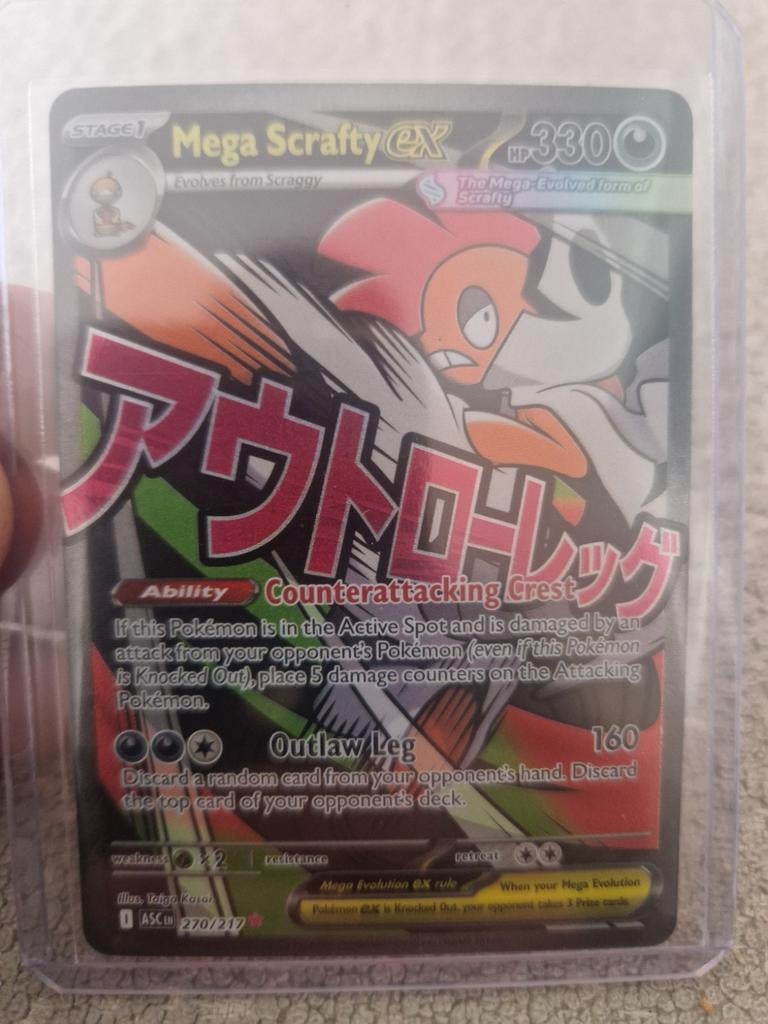 STAGE 1
Mega Scrafty ex
HP 330
Evolves from Scraggy
The Mega-Evolved form of
Scrafty
アウトローレッグ
Ability Counterattacking Crest
If this Pokémon is in the Active Spot and is damaged by an
attack from your opponent's Pokémon (even if this Pokémon
is Knocked Out), place 5 damage counters on the Attacking
Pokémon.
Outlaw Leg 160
Discard a random card from your opponent's hand. Discard
the top card of your opponent's deck.
weakness ×2 resistance retreat
Mega Evolution ex rule When your Mega Evolution
Pokémon ex is Knocked Out, your opponent takes 3 Prize cards.
Illus. Taiga Kasai
I ASC EN 270/217